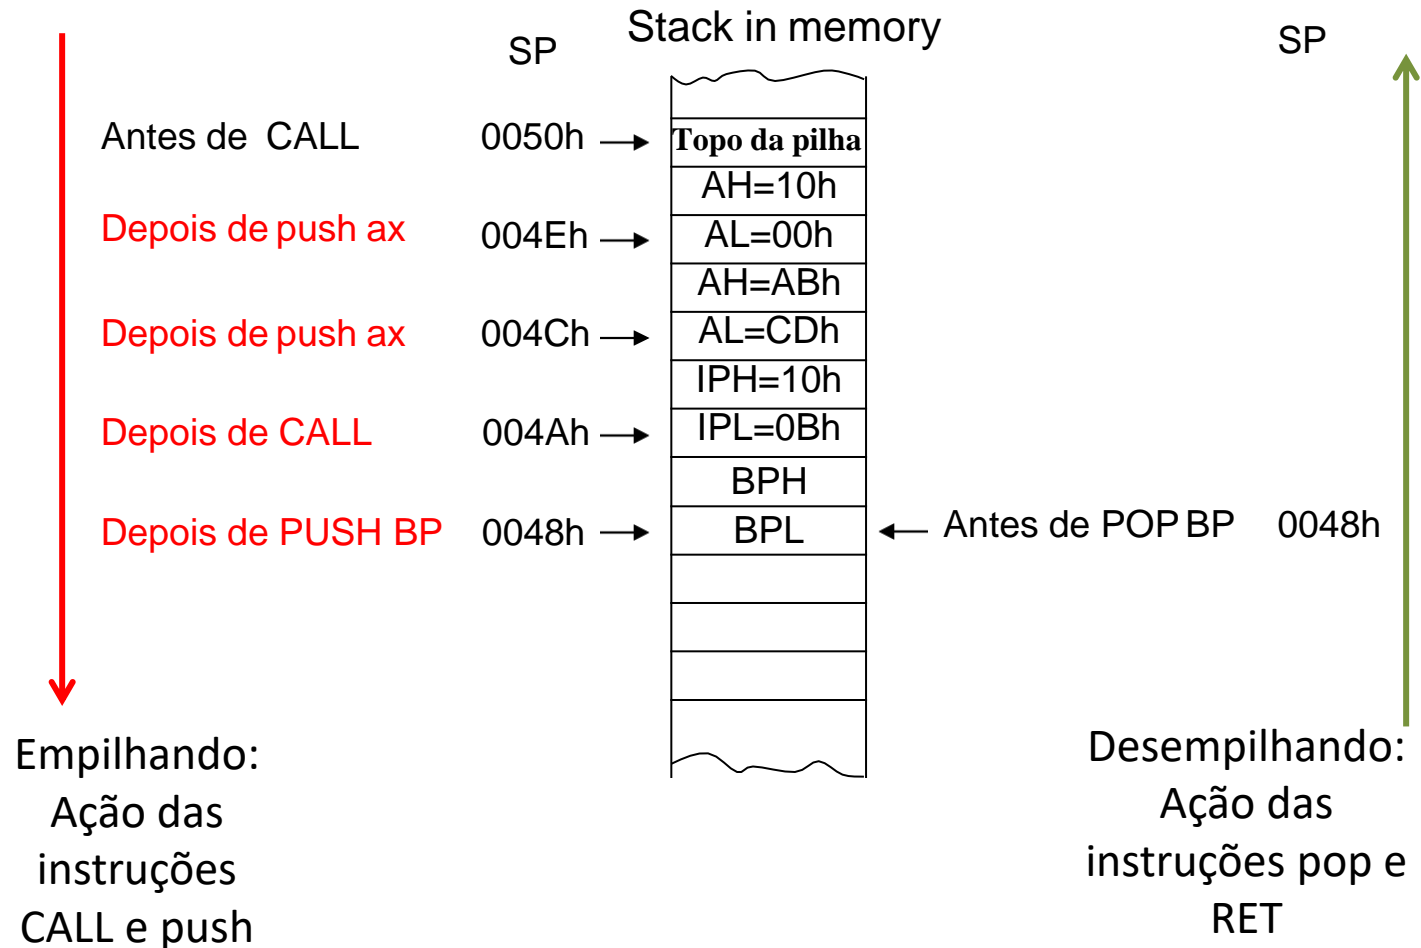 Stack in memory
SP
SP
Antes de CALL 0050h Topo da pilha
AH=10h
Depois de push ax 004Eh AL=00h
AH=ABh
Depois de push ax 004Ch AL=CDh
IPH=10h
Depois de CALL 004Ah IPL=0Bh
BPH
Depois de PUSH BP 0048h BPL Antes de POP BP 0048h
Empilhando:
Ação das
instruções
CALL e push
Desempilhando:
Ação das
instruções pop e
RET